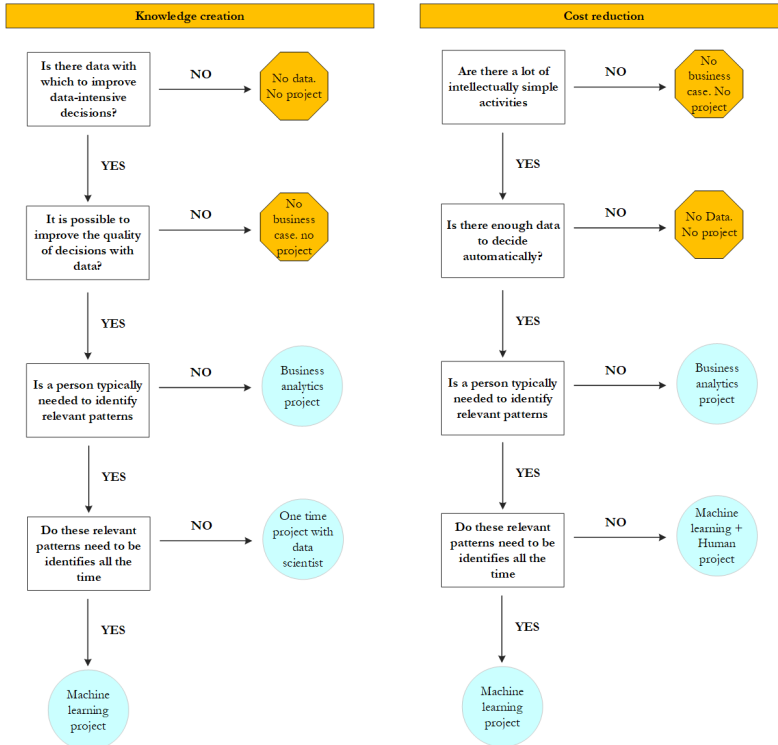 Knowledge creation
Is there data with
which to improve
data-intensive
decisions?
NO
No data.
No project
YES
It is possible to
improve the quality
of decisions with
data?
NO
No
business
case. no
project
YES
Is a person typically
needed to identify
relevant patterns
NO
Business
analytics
project
YES
Do these relevant
patterns need to be
identifies all the
time
NO
One time
project with
data
scientist
YES
Machine
learning
project
Cost reduction
Are there a lot of
intellectually simple
activities
NO
No
business
case. No
project
YES
Is there enough data
to decide
automatically?
NO
No Data.
No project
YES
Is a person typically
needed to identify
relevant patterns
NO
Business
analytics
project
YES
Do these relevant
patterns need to be
identifies all the
time
NO
Machine
learning +
Human
project
YES
Machine
learning
project